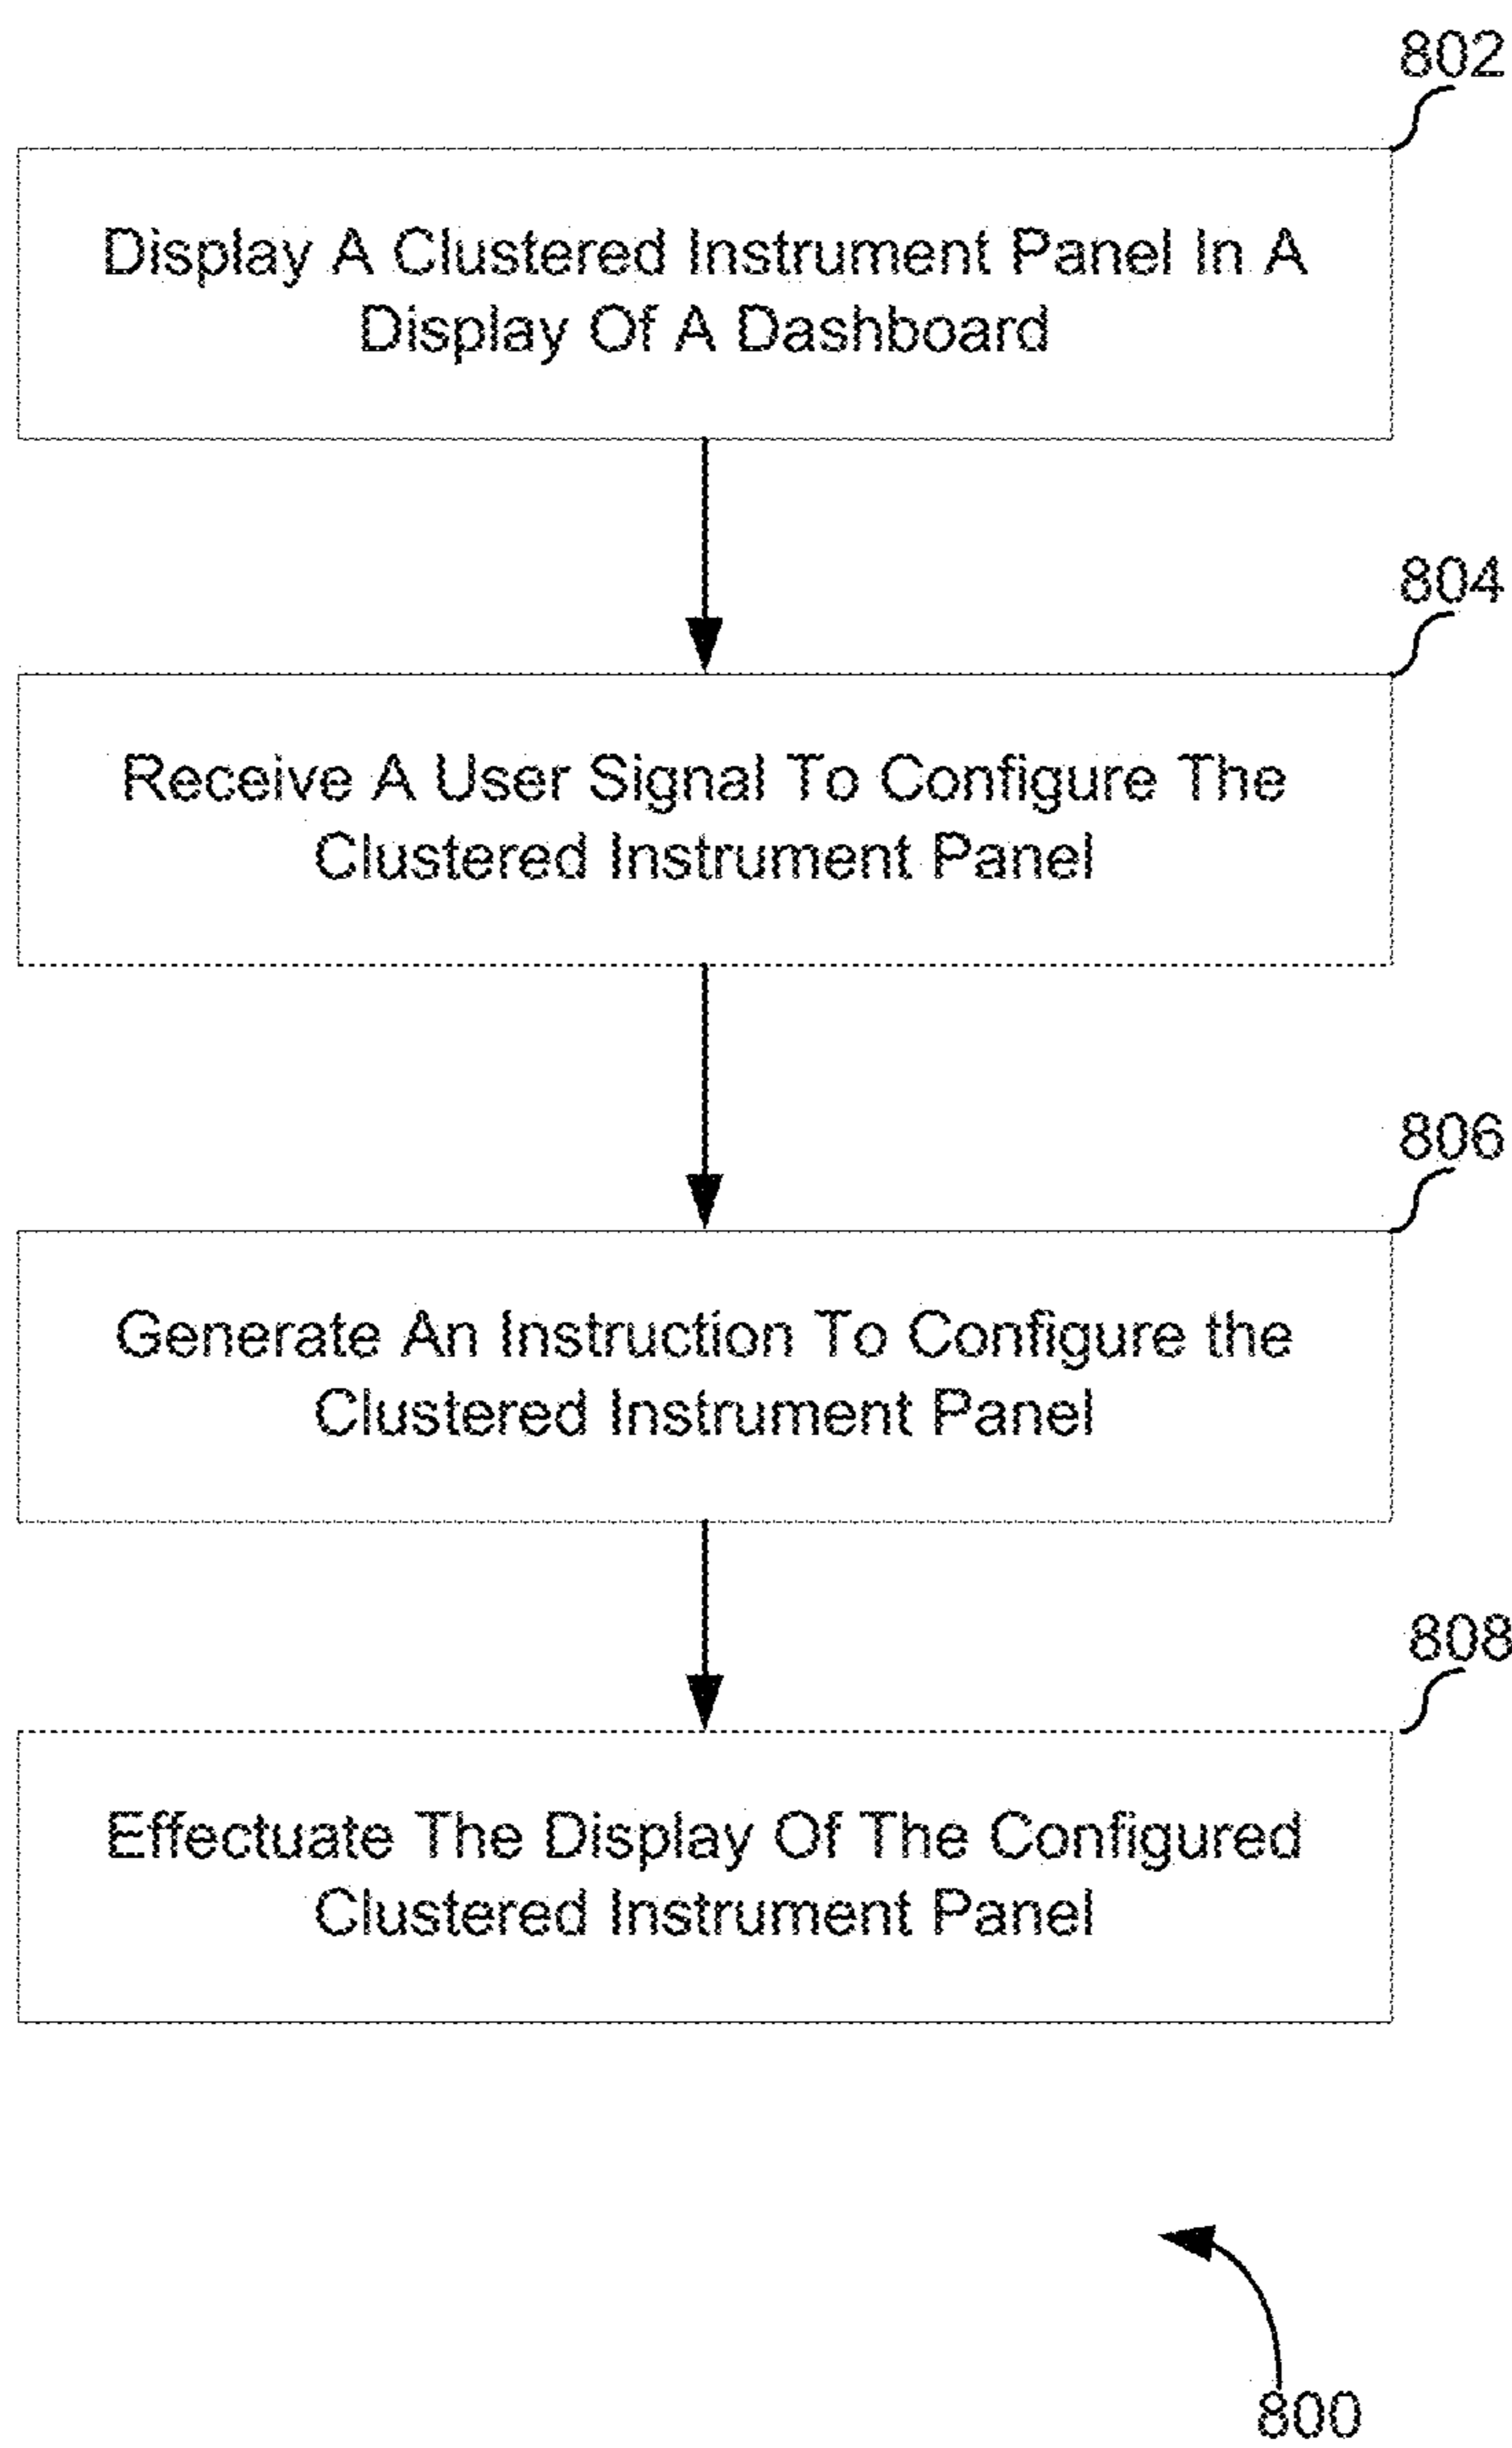 802
Display A Clustered Instrument Panel In A
Display Of A Dashboard
804
Receive A User Signal To Configure The
Clustered Instrument Panel
806
Generate An Instruction To Configure the
Clustered Instrument Panel
808
Effectuate The Display Of The Configured
Clustered Instrument Panel
800